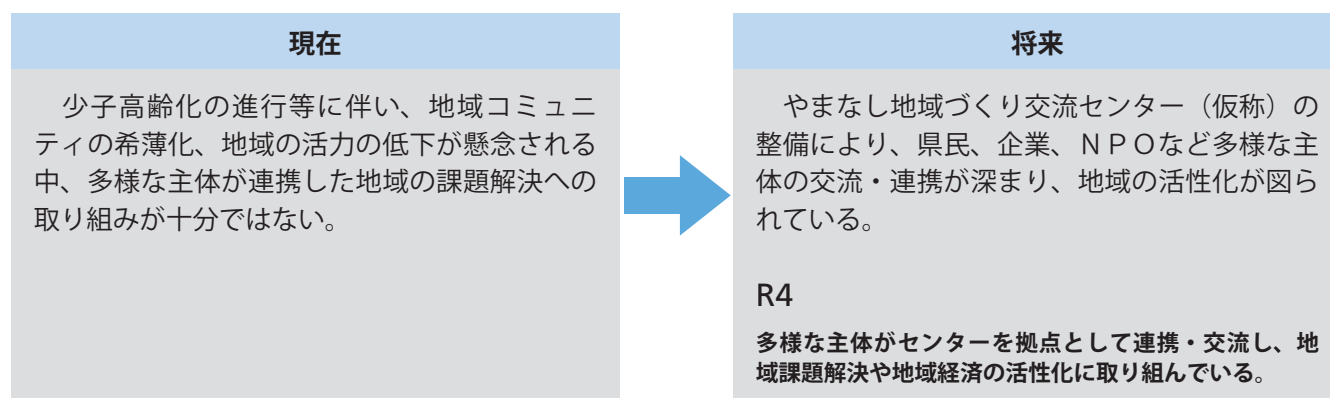 現在
　少子高齢化の進行等に伴い、地域コミュニ
ティの希薄化、地域の活力の低下が懸念される
中、多様な主体が連携した地域の課題解決への
取り組みが十分ではない。
将来
　やまなし地域づくり交流センター（仮称）の
整備により、県民、企業、ＮＰＯなど多様な主
体の交流・連携が深まり、地域の活性化が図ら
れている。
R4
多様な主体がセンターを拠点として連携・交流し、地
域課題解決や地域経済の活性化に取り組んでいる。